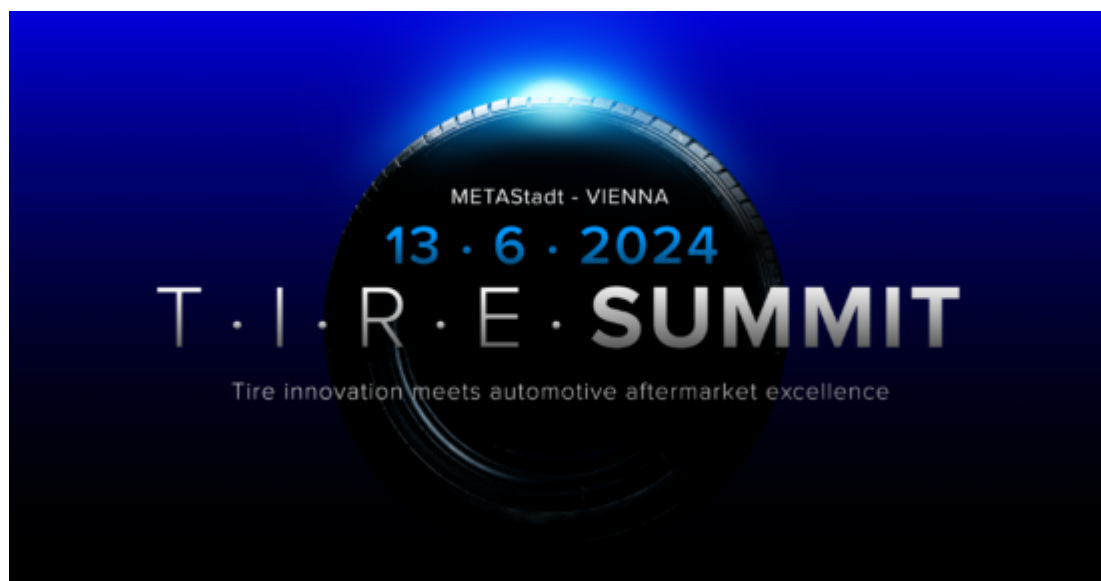 METAStadt - VIENNA
13 · 6 · 2024
T·I·R·E·SUMMIT
Tire innovation meets automotive aftermarket excellence